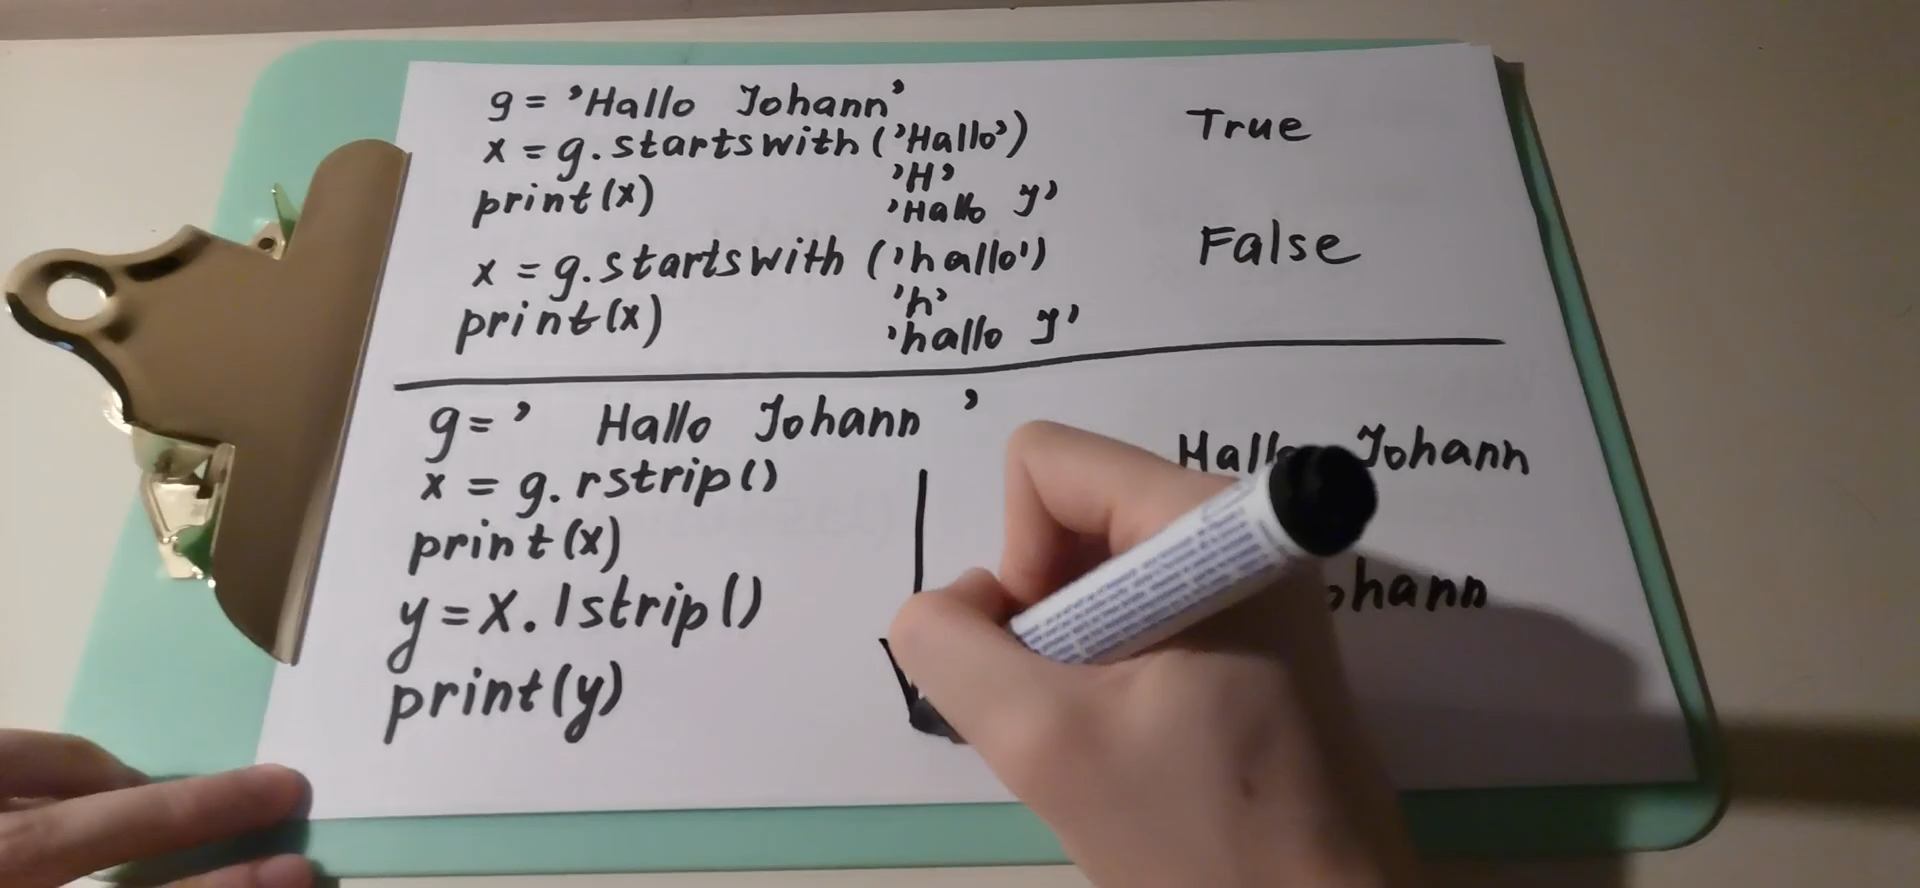 g = 'Hallo Johann'
x = g.startswith('Hallo') True
'H'
print(x) 'Hallo J'
x = g.startswith('hallo') False
'h'
print(x) 'hallo J'
g = ' Hallo Johann '
x = g.rstrip() Hallo Johann
print(x)
y = x.lstrip()
print(y)